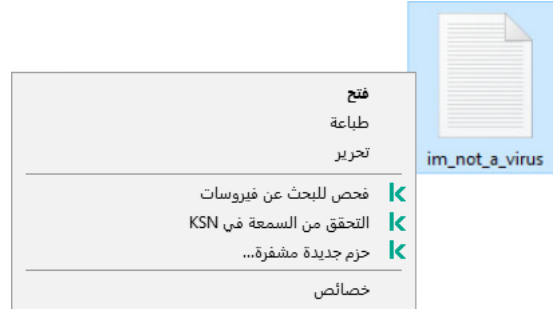 im_not_a_virus
فتح
طباعة
تحرير
فحص للبحث عن فيروسات
التحقق من السمعة في KSN
حزم جديدة مشفرة...
خصائص